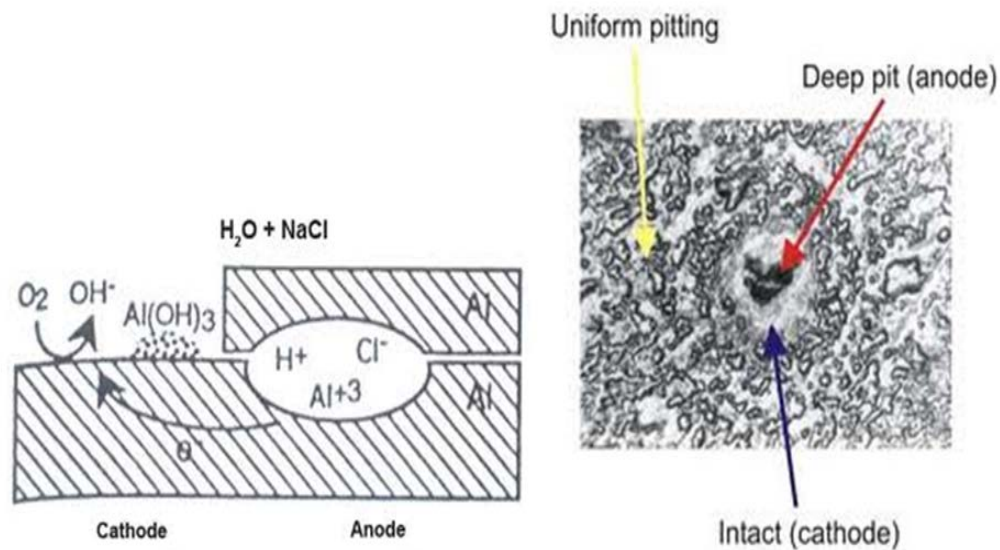 H₂O + NaCl
O2 OH-
Al(OH)3
Al
H+ Cl-
Al+3
Al
e-
Cathode Anode
Uniform pitting
Deep pit (anode)
Intact (cathode)